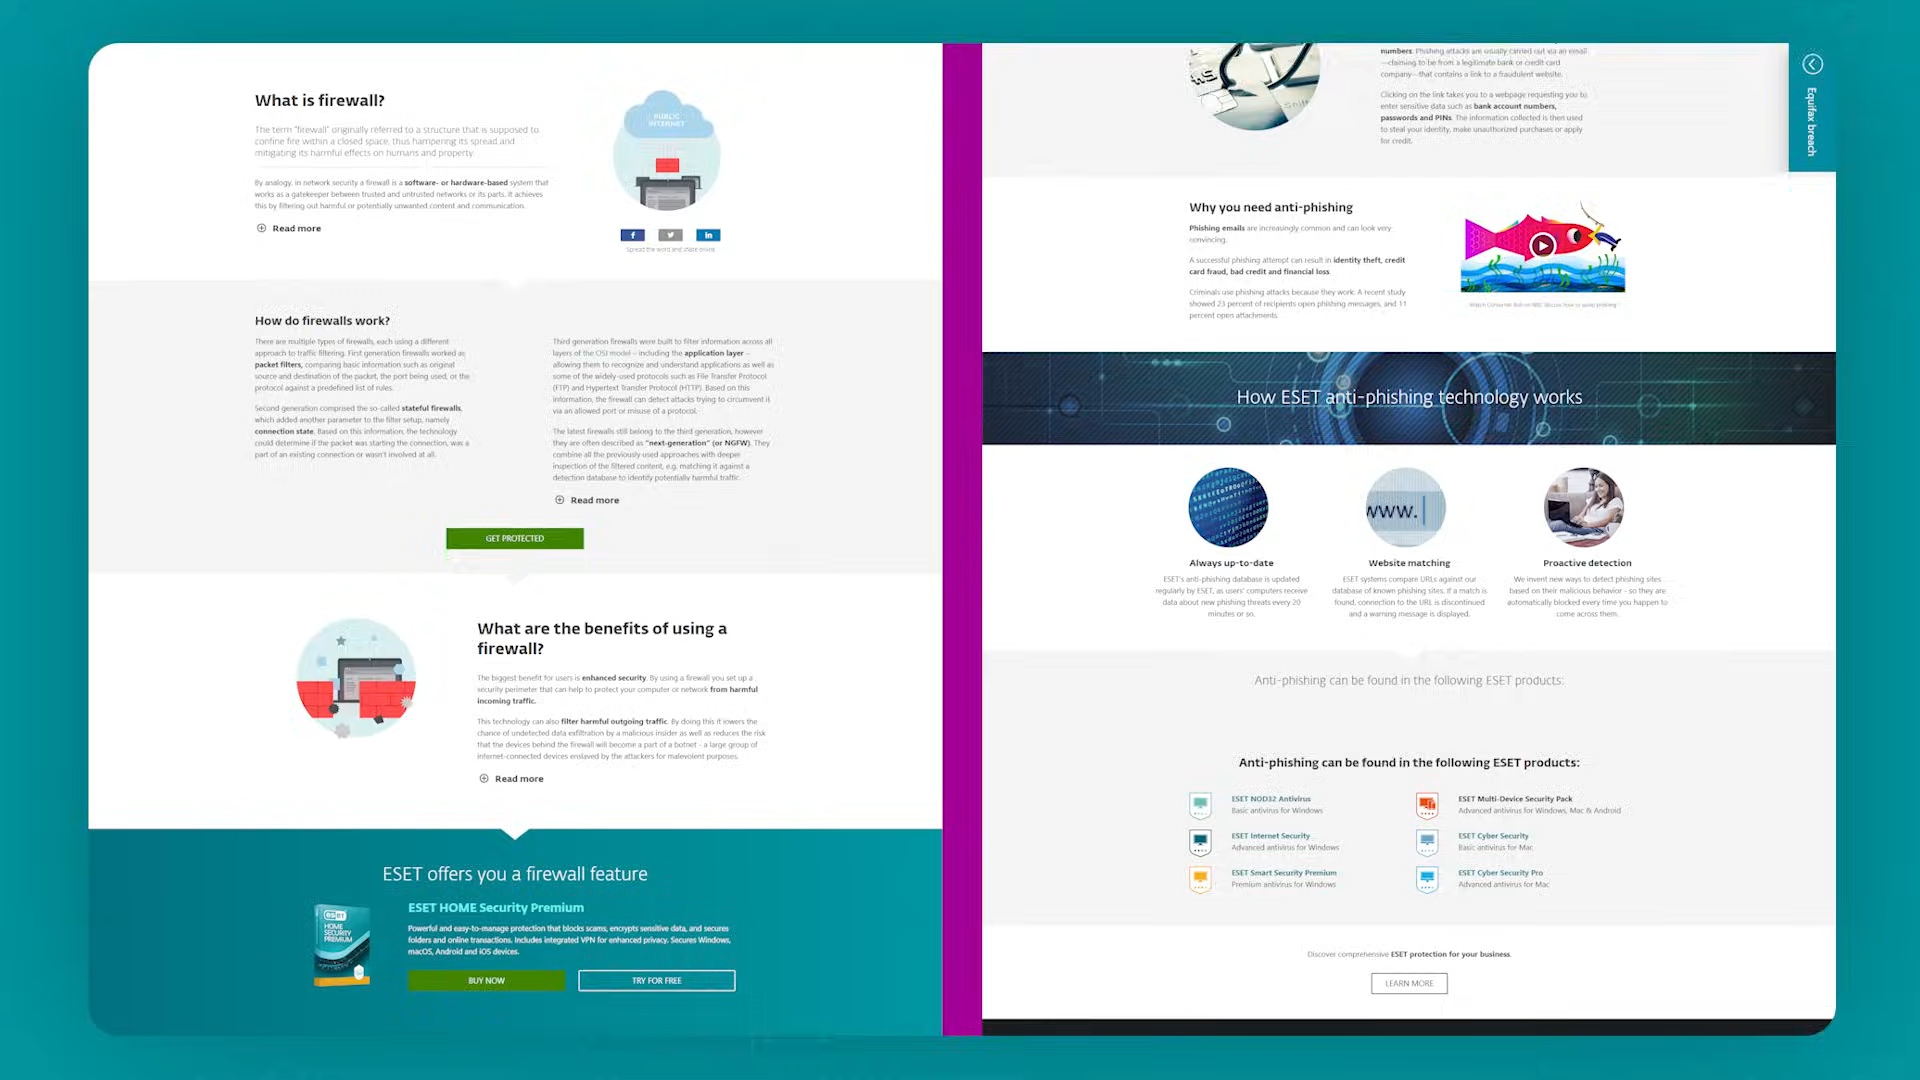 What is firewall?
The term "firewall" originally referred to a structure that is supposed to
confine fire within a closed space, thus hampering its spread and
mitigating its harmful effects on humans and property.
By analogy, in network security a firewall is a software- or hardware-based system that
works as a gatekeeper between trusted and untrusted networks or its parts. It achieves
this by filtering out harmful or potentially unwanted content and communication.
Read more
PUBLIC
INTERNET
f
in
Spread the word and share online
How do firewalls work?
There are multiple types of firewalls, each using a different
approach to traffic filtering. First generation firewalls worked as
packet filters, comparing basic information such as original
source and destination of the packet, the port being used, or the
protocol against a predefined list of rules.
Second generation comprised the so-called stateful firewalls,
which added another parameter to the filter setup, namely
connection state. Based on this information, the technology
could determine if the packet was starting the connection, was a
part of an existing connection or wasn't involved at all.
Third generation firewalls were built to filter information across all
layers of the OSI model – including the application layer –
allowing them to recognize and understand applications as well as
some of the widely-used protocols such as File Transfer Protocol
(FTP) and Hypertext Transfer Protocol (HTTP). Based on this
information, the firewall can detect attacks trying to circumvent it
via an allowed port or misuse of a protocol.
The latest firewalls still belong to the third generation, however
they are often described as "next-generation" (or NGFW). They
combine all the previously used approaches with deeper
inspection of the filtered content, e.g. matching it against a
detection database to identify potentially harmful traffic.
Read more
GET PROTECTED
What are the benefits of using a
firewall?
The biggest benefit for users is enhanced security. By using a firewall you set up a
security perimeter that can help to protect your computer or network from harmful
incoming traffic.
This technology can also filter harmful outgoing traffic. By doing this it lowers the
chance of undetected data exfiltration by a malicious insider as well as reduces the risk
that the devices behind the firewall will become a part of a botnet - a large group of
internet-connected devices enslaved by the attackers for malevolent purposes.
Read more
ESET offers you a firewall feature
eset
HOME
SECURITY
PREMIUM
ESET HOME Security Premium
Powerful and easy-to-manage protection that blocks scams, encrypts sensitive data, and secures
folders and online transactions. Includes integrated VPN for enhanced privacy. Secures Windows,
macOS, Android and iOS devices.
BUY NOW
TRY FOR FREE
numbers. Phishing attacks are usually carried out via an email
—claiming to be from a legitimate bank or credit card
company—that contains a link to a fraudulent website.
Clicking on the link takes you to a webpage requesting you to
enter sensitive data such as bank account numbers,
passwords and PINs. The information collected is then used
to steal your identity, make unauthorized purchases or apply
for credit.
Shift
Equifax breach
Why you need anti-phishing
Phishing emails are increasingly common and can look very
convincing.
A successful phishing attempt can result in identity theft, credit
card fraud, bad credit and financial loss.
Criminals use phishing attacks because they work. A recent study
showed 23 percent of recipients open phishing messages, and 11
percent open attachments.
How ESET anti-phishing technology works
www.
Always up-to-date
ESET's anti-phishing database is updated
regularly by ESET, as users' computers receive
data about new phishing threats every 20
minutes or so.
Website matching
ESET systems compare URLs against our
database of known phishing sites. If a match is
found, connection to the URL is discontinued
and a warning message is displayed.
Proactive detection
We invent new ways to detect phishing sites
based on their malicious behavior - so they are
automatically blocked every time you happen to
come across them.
Anti-phishing can be found in the following ESET products:
Anti-phishing can be found in the following ESET products:
ESET NOD32 Antivirus
Basic antivirus for Windows
ESET Internet Security
Advanced antivirus for Windows
ESET Smart Security Premium
Premium antivirus for Windows
ESET Multi-Device Security Pack
Advanced antivirus for Windows, Mac & Android
ESET Cyber Security
Basic antivirus for Mac
ESET Cyber Security Pro
Advanced antivirus for Mac
Discover comprehensive ESET protection for your business.
LEARN MORE